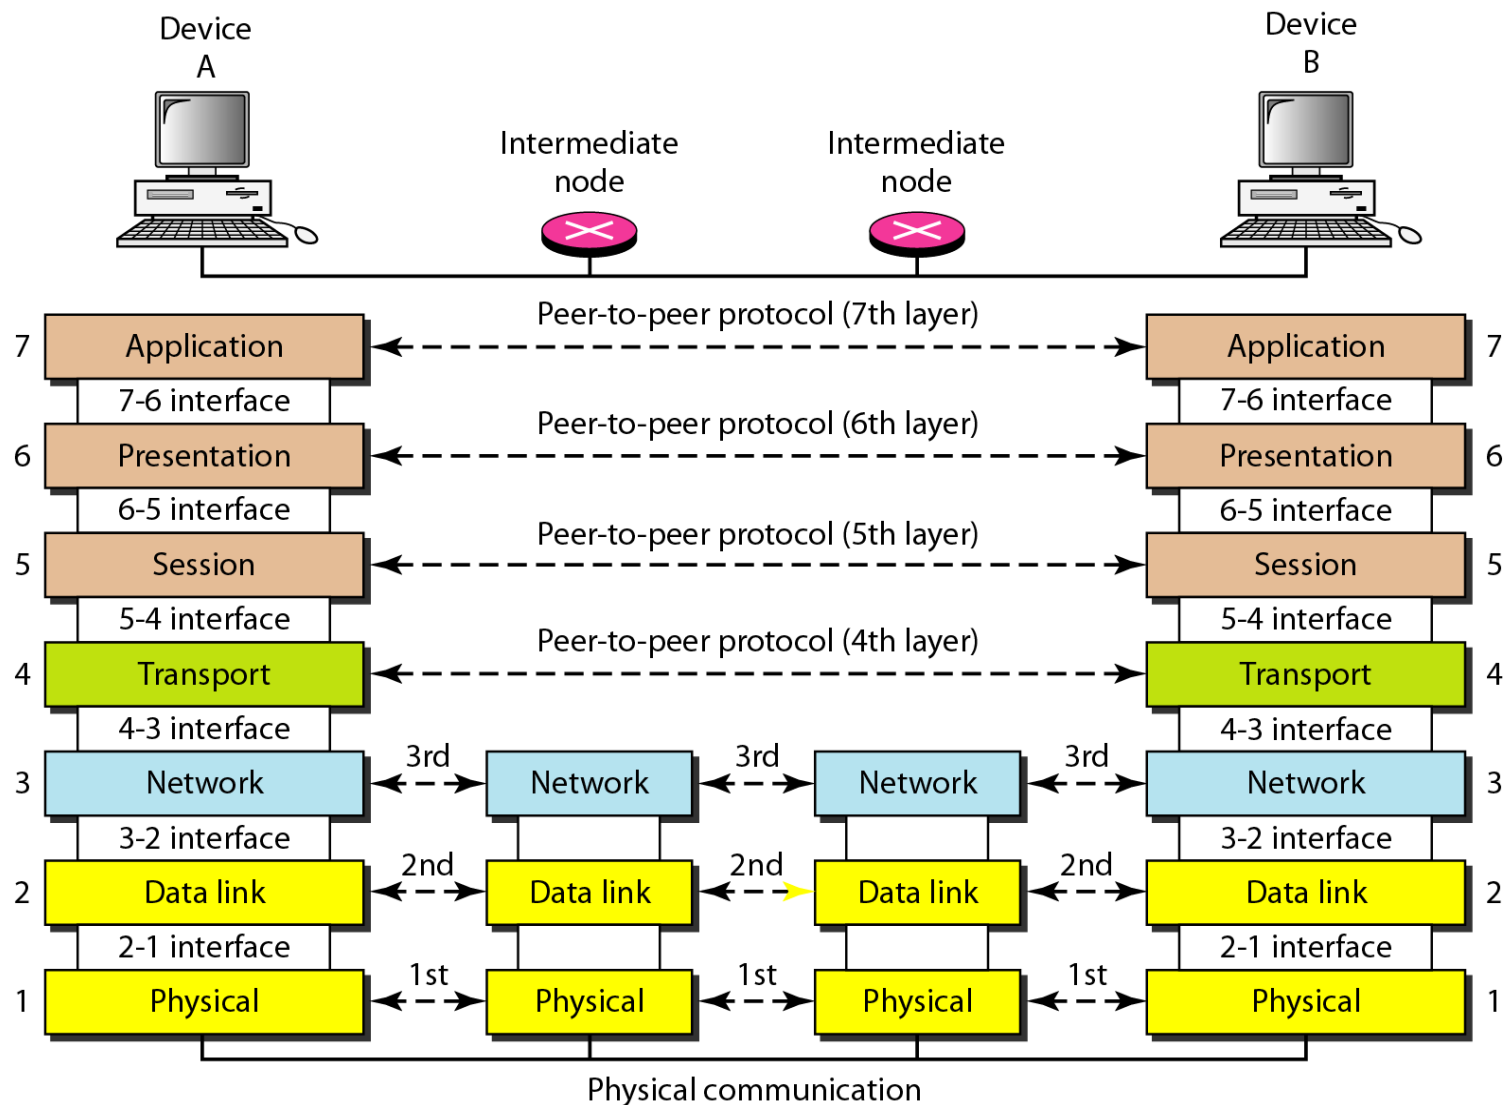 Device
A
Device
B
Intermediate
node
Intermediate
node
Peer-to-peer protocol (7th layer)
7 Application Application 7
7-6 interface 7-6 interface
Peer-to-peer protocol (6th layer)
6 Presentation Presentation 6
6-5 interface 6-5 interface
Peer-to-peer protocol (5th layer)
5 Session Session 5
5-4 interface 5-4 interface
Peer-to-peer protocol (4th layer)
4 Transport Transport 4
4-3 interface 4-3 interface
3rd 3rd 3rd
3 Network Network Network Network 3
3-2 interface 3-2 interface
2nd 2nd 2nd
2 Data link Data link Data link Data link 2
2-1 interface 2-1 interface
1st 1st 1st
1 Physical Physical Physical Physical 1
Physical communication